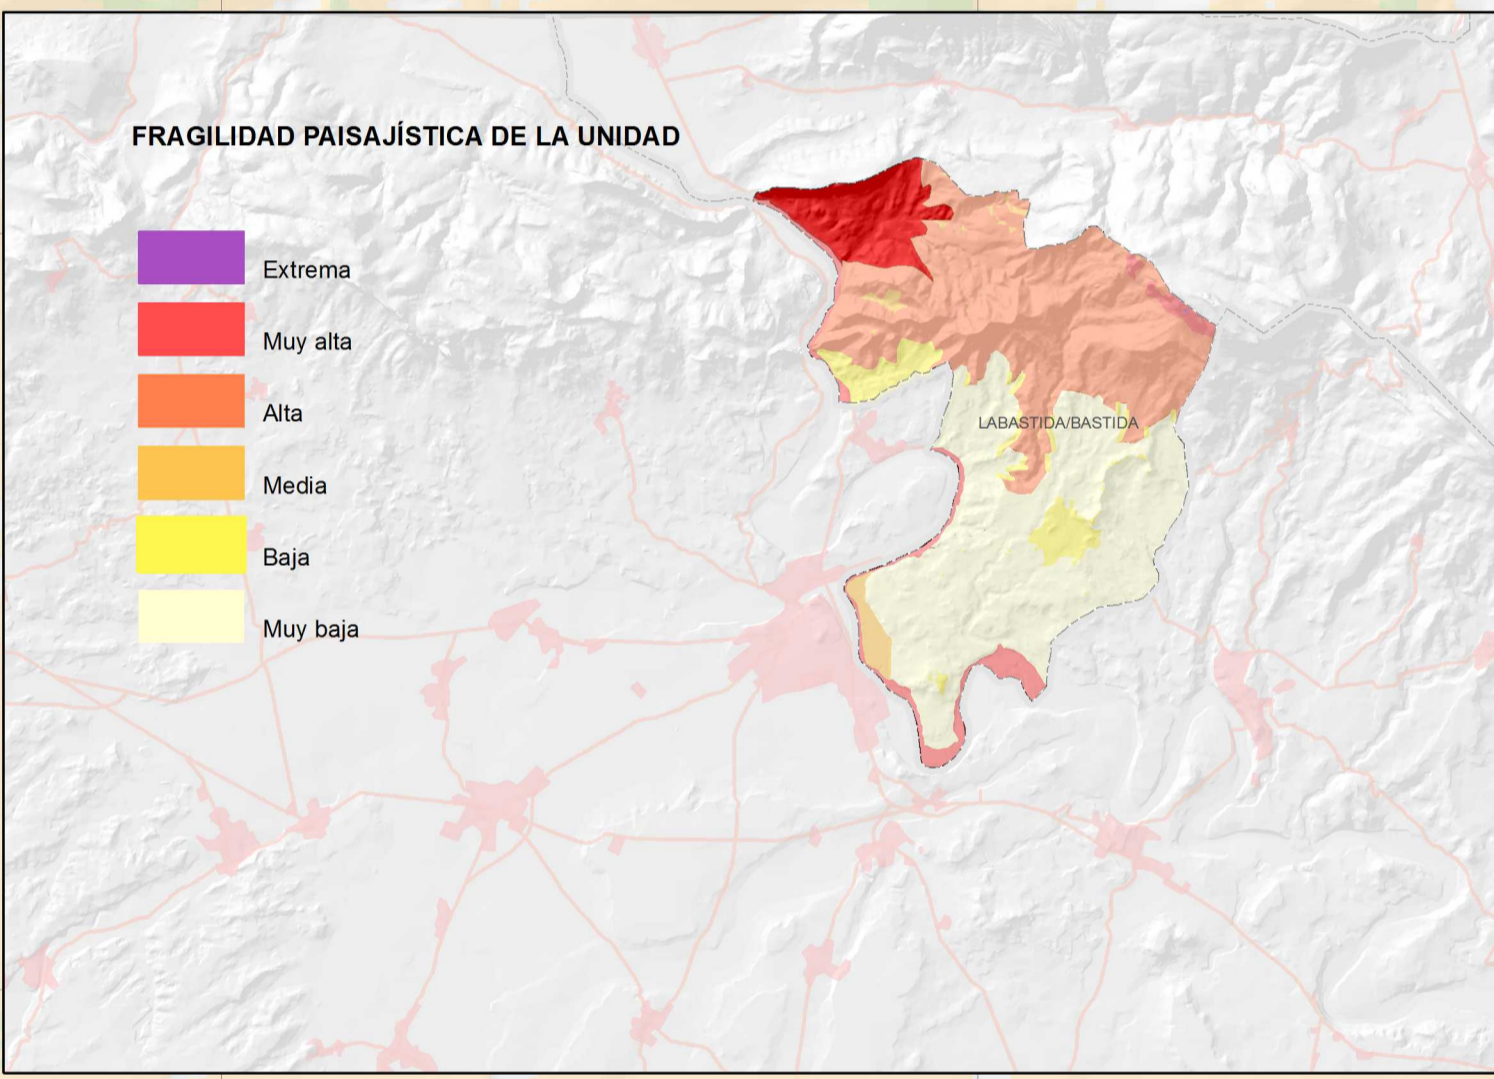 FRAGILIDAD PAISAJÍSTICA DE LA UNIDAD
Extrema
Muy alta
Alta
LABASTIDA/BASTIDA
Media
Baja
Muy baja